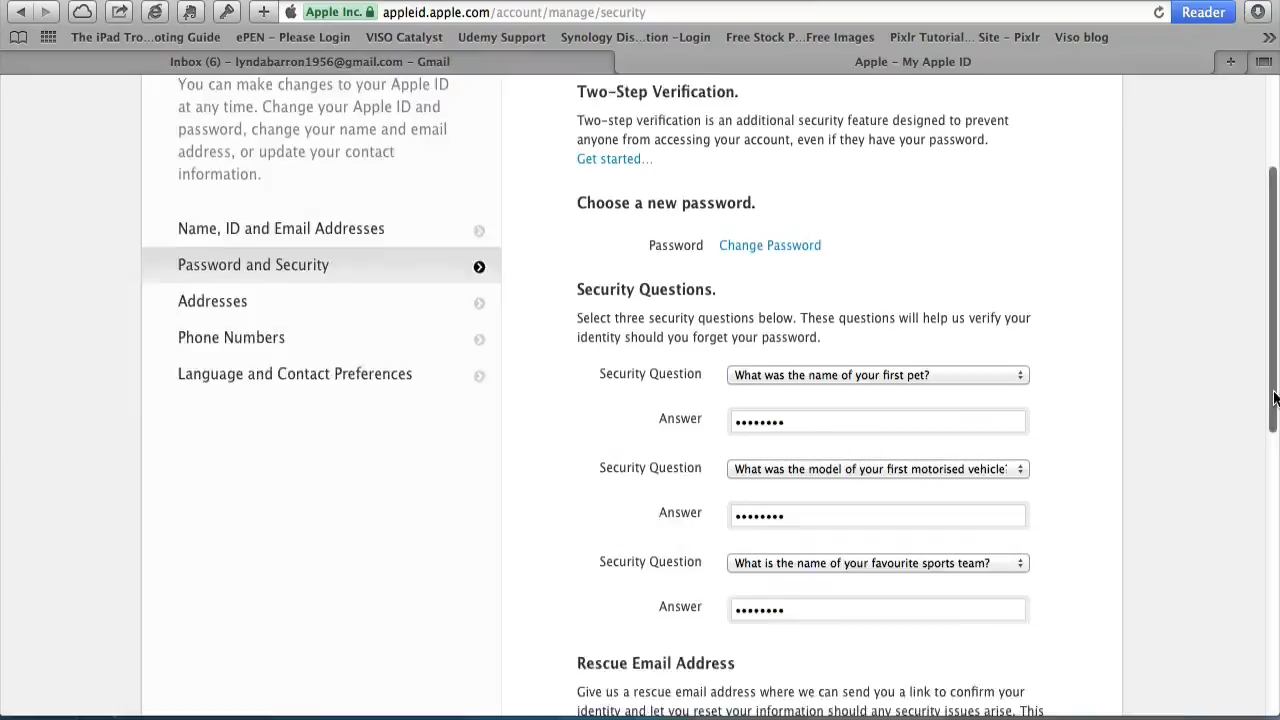 Apple Inc. appleid.apple.com/account/manage/security Reader
The iPad Tro...oting Guide ePEN – Please Login VISO Catalyst Udemy Support Synology Dis...tion -Login Free Stock P...Free Images Pixlr Tutorial... Site - Pixlr Viso blog
Inbox (6) – lyndabarron1956@gmail.com – Gmail
Apple – My Apple ID
You can make changes to your Apple ID
at any time. Change your Apple ID and
password, change your name and email
address, or update your contact
information.
Name, ID and Email Addresses
Password and Security
Addresses
Phone Numbers
Language and Contact Preferences
Two-Step Verification.
Two-step verification is an additional security feature designed to prevent
anyone from accessing your account, even if they have your password.
Get started...
Choose a new password.
Password Change Password
Security Questions.
Select three security questions below. These questions will help us verify your
identity should you forget your password.
Security Question What was the name of your first pet?
Answer ••••••••
Security Question What was the model of your first motorised vehicle?
Answer ••••••••
Security Question What is the name of your favourite sports team?
Answer ••••••••
Rescue Email Address
Give us a rescue email address where we can send you a link to confirm your
identity and let you reset your information should any security issues arise. This